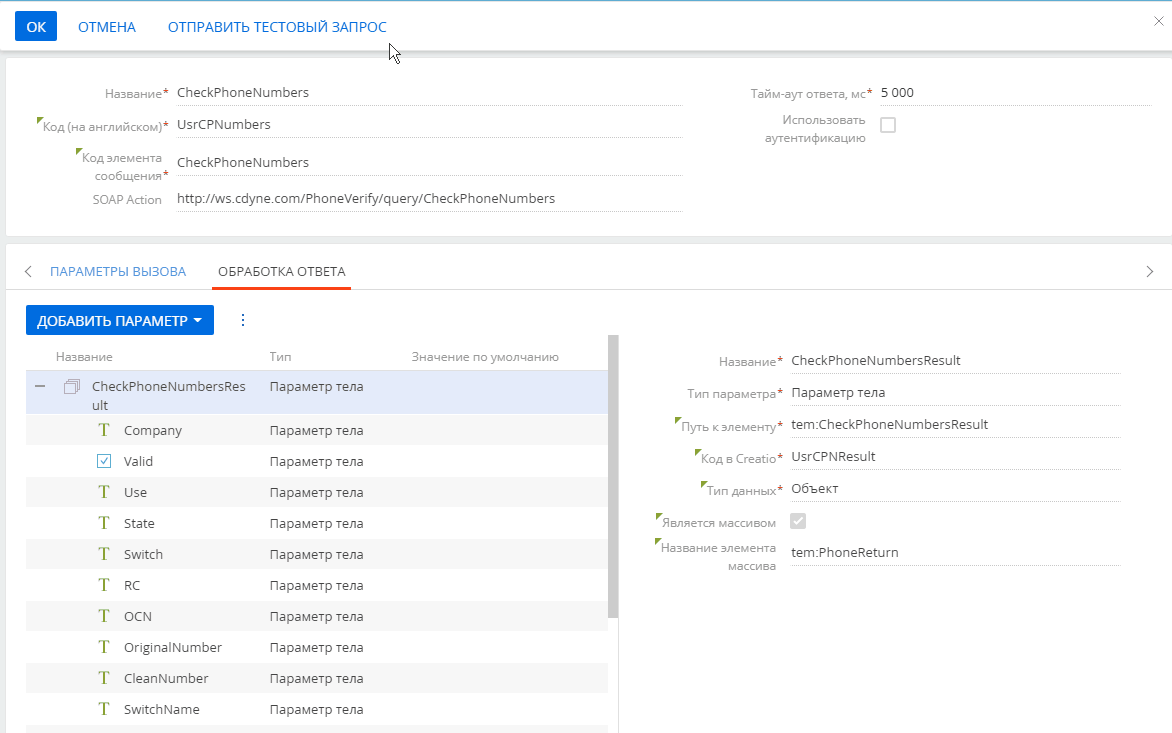 ОК ОТМЕНА ОТПРАВИТЬ ТЕСТОВЫЙ ЗАПРОС
Название* CheckPhoneNumbers
Код (на английском)* UsrCPNumbers
Код элемента
сообщения* CheckPhoneNumbers
SOAP Action http://ws.cdyne.com/PhoneVerify/query/CheckPhoneNumbers
Тайм-аут ответа, мс* 5 000
Использовать
аутентификацию
ПАРАМЕТРЫ ВЫЗОВА ОБРАБОТКА ОТВЕТА
ДОБАВИТЬ ПАРАМЕТР
Название Тип Значение по умолчанию
CheckPhoneNumbersRes Параметр тела
ult
Company Параметр тела
Valid Параметр тела
Use Параметр тела
State Параметр тела
Switch Параметр тела
RC Параметр тела
OCN Параметр тела
OriginalNumber Параметр тела
CleanNumber Параметр тела
SwitchName Параметр тела
Название* CheckPhoneNumbersResult
Тип параметра* Параметр тела
Путь к элементу* tem:CheckPhoneNumbersResult
Код в Creatio* UsrCPNResult
Тип данных* Объект
Является массивом
Название элемента
массива tem:PhoneReturn